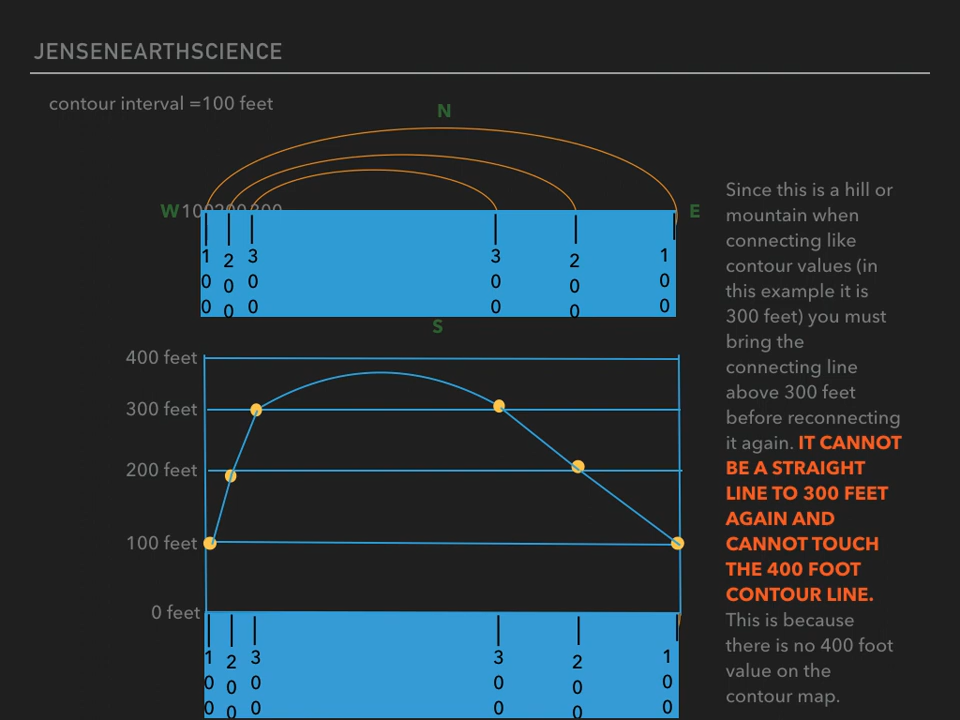 JENSENEARTHSCIENCE
contour interval =100 feet
N
W 100 200 300 E
1 2 3 3 2 1
0 0 0 0 0 0
0 0 0 0 0 0
S
400 feet
300 feet
200 feet
100 feet
0 feet
1 2 3 3 2 1
0 0 0 0 0 0
0 0 0 0 0 0
Since this is a hill or
mountain when
connecting like
contour values (in
this example it is
300 feet) you must
bring the
connecting line
above 300 feet
before reconnecting
it again. IT CANNOT
BE A STRAIGHT
LINE TO 300 FEET
AGAIN AND
CANNOT TOUCH
THE 400 FOOT
CONTOUR LINE.
This is because
there is no 400 foot
value on the
contour map.